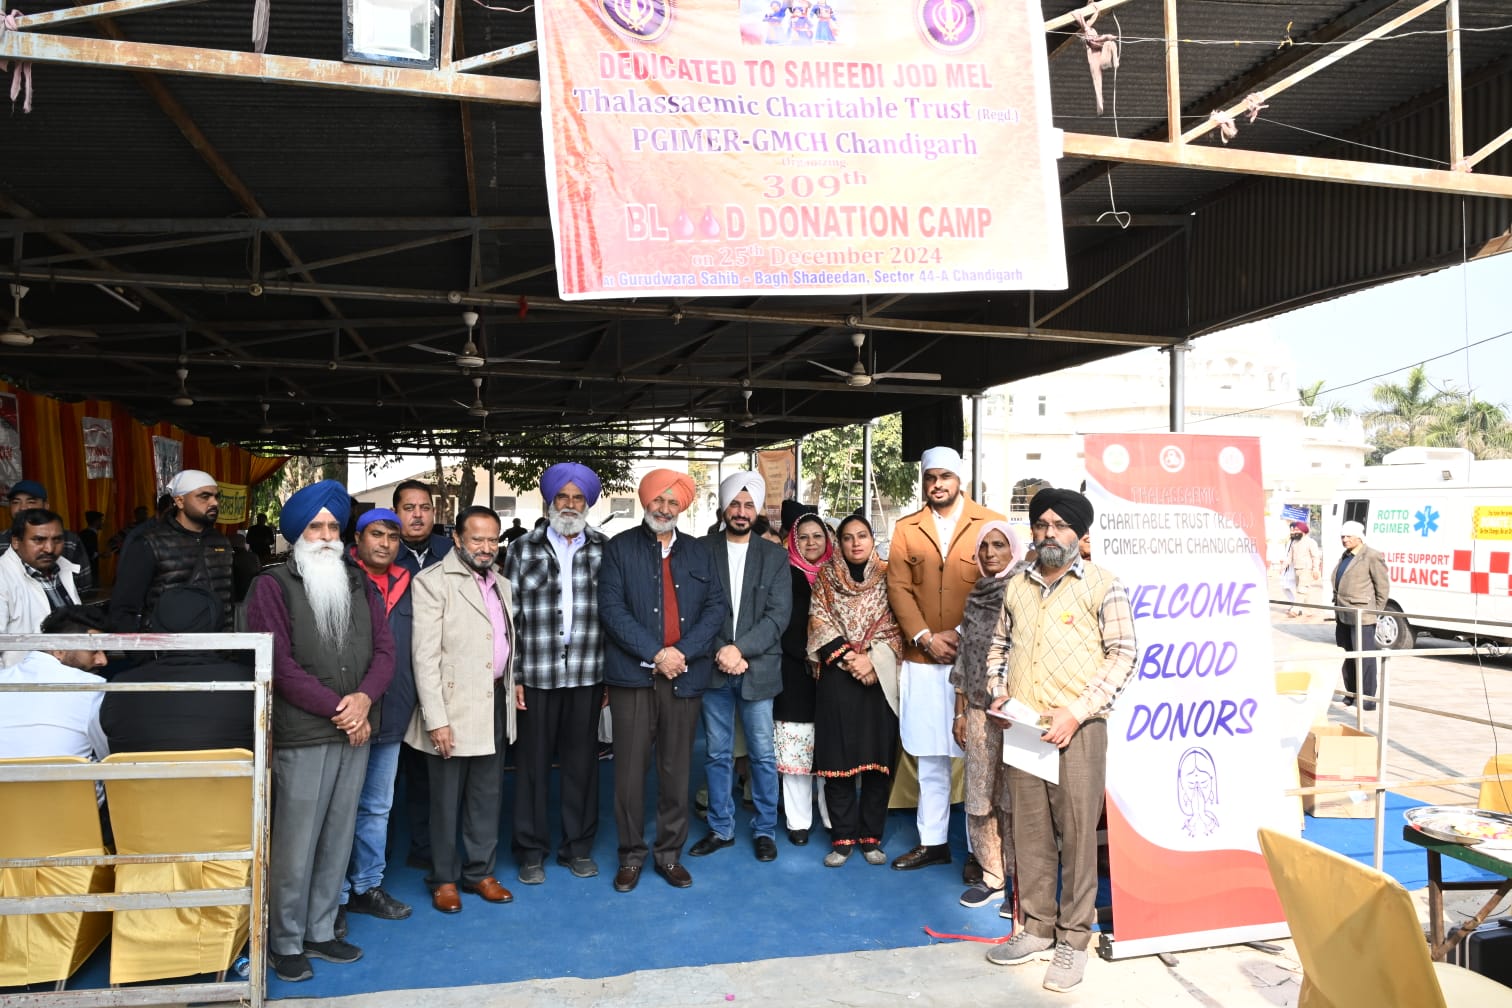 DEDICATED TO SAHEEDI JOD MEL
Thalassaemic Charitable Trust (Regd.)
PGIMER-GMCH Chandigarh
Organizing
309th
BLOOD DONATION CAMP
on 25th December 2024
At Gurudwara Sahib - Bagh Shadeedan, Sector 44-A Chandigarh
THALASSAEMIC
CHARITABLE TRUST (REGD.)
PGIMER-GMCH CHANDIGARH
WELCOME
BLOOD
DONORS
ROTTO
PGIMER
LIFE SUPPORT
ULANCE